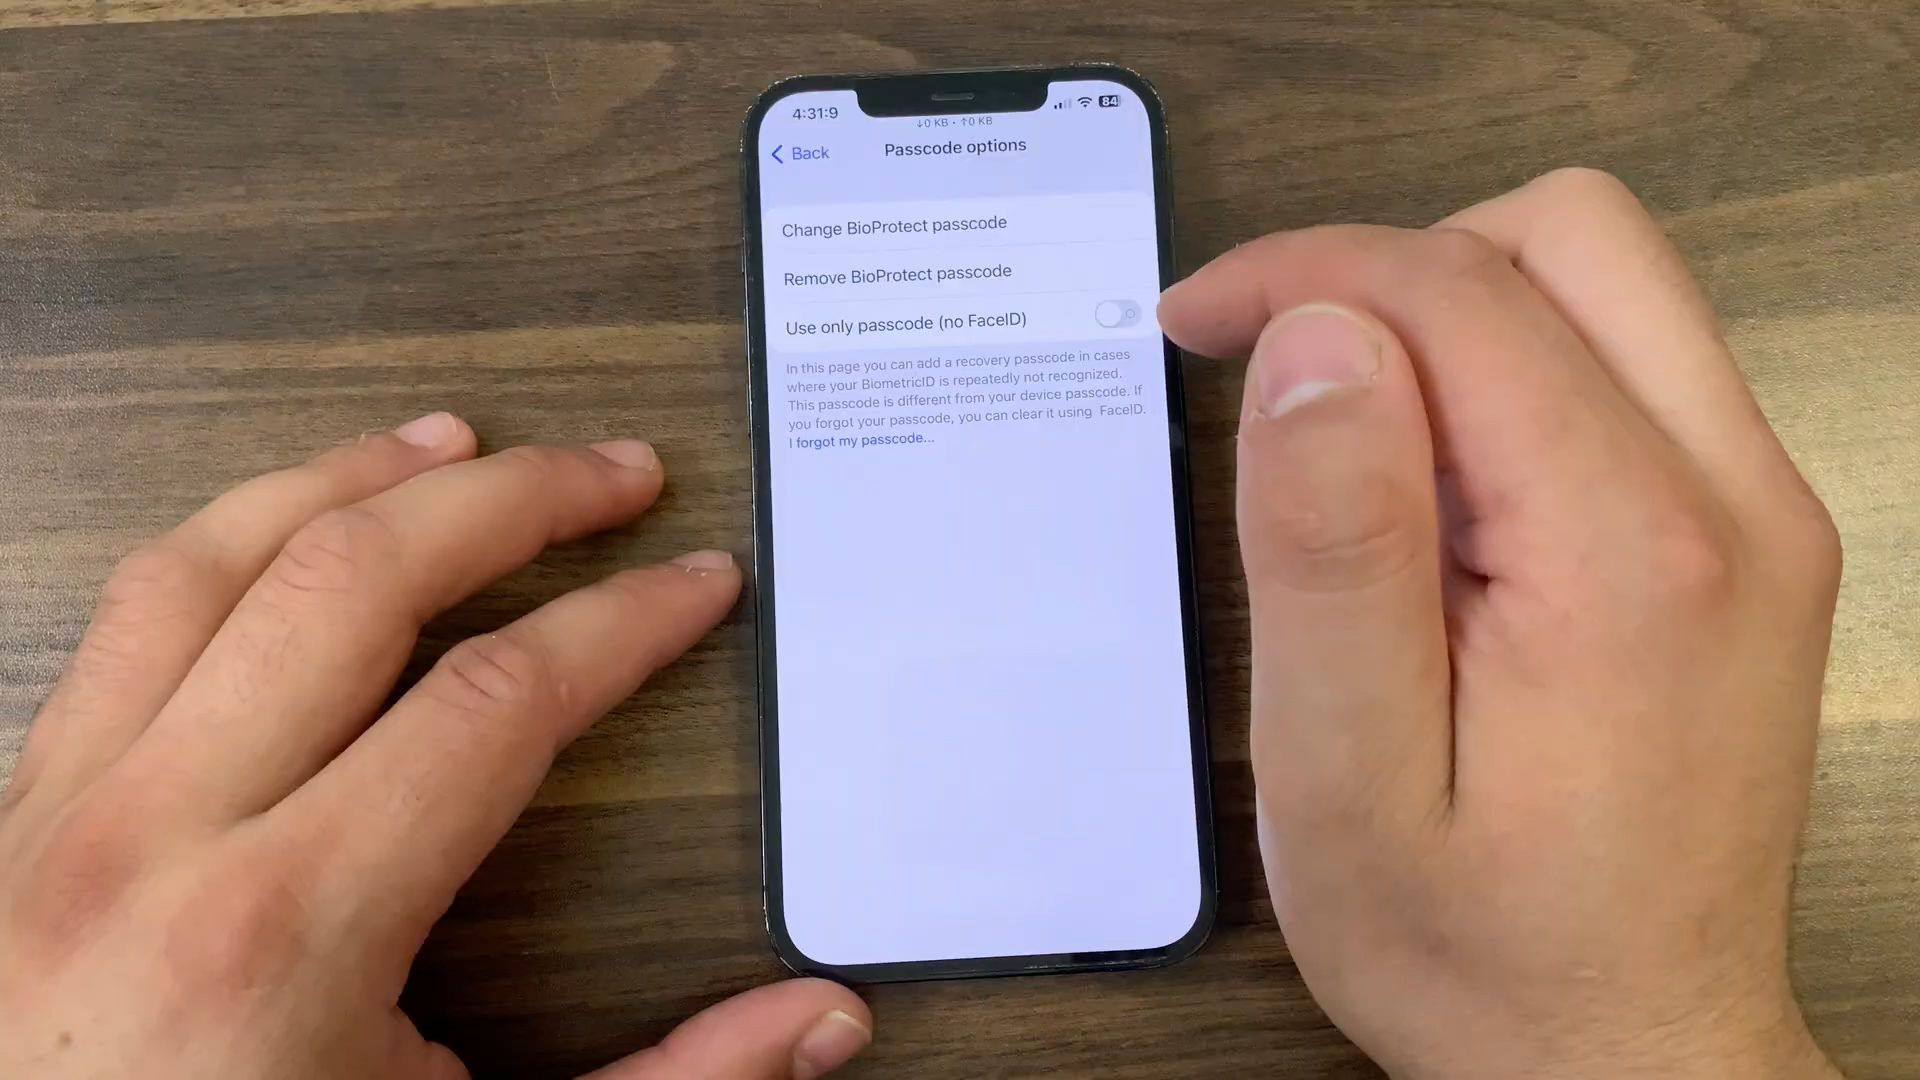 4:31:9
84
↓0 KB • ↑0 KB
Back
Passcode options
Change BioProtect passcode
Remove BioProtect passcode
Use only passcode (no FaceID)
In this page you can add a recovery passcode in cases
where your BiometricID is repeatedly not recognized.
This passcode is different from your device passcode. If
you forgot your passcode, you can clear it using FaceID.
I forgot my passcode...